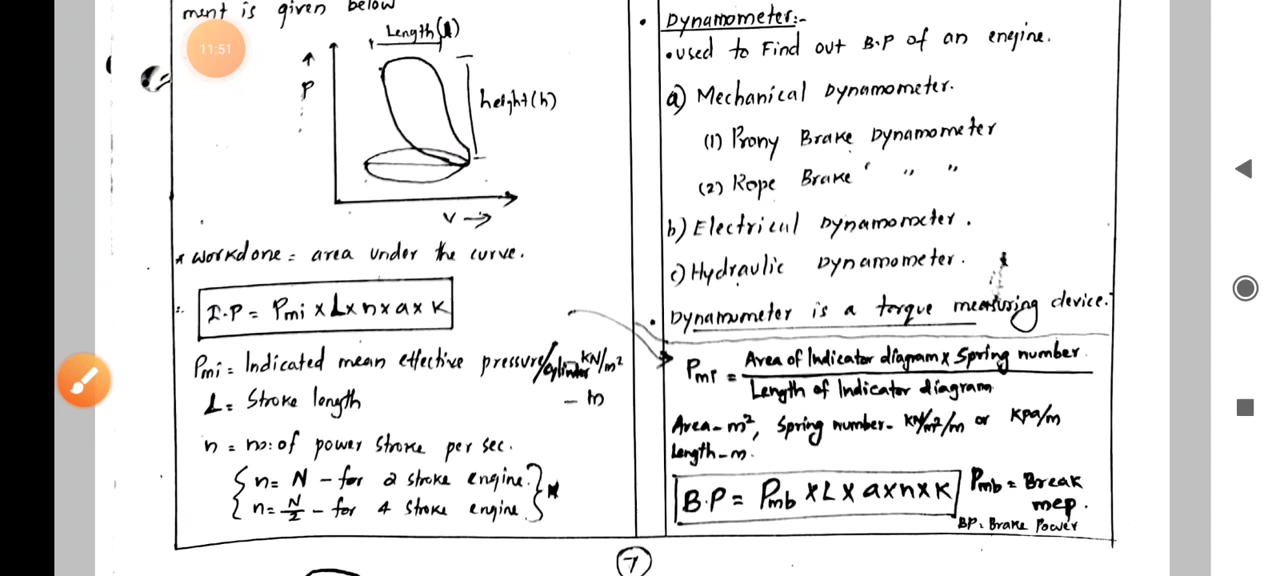 ment is given below
11:51
Length(l)
P
height(h)
V →
* workdone = area under the curve.
∴ I.P = Pmi × L × n × a × K
Pmi = Indicated mean effective pressure/cylinder KN/m²
L = Stroke length - m
n = no: of power stroke per sec.
{ n = N - for 2 stroke engine. }
{ n = N/2 - for 4 stroke engine }
• Dynamometer:-
• used to Find out B.P of an engine.
a) Mechanical Dynamometer.
(1) Prony Brake Dynamometer
(2) Rope Brake " "
b) Electrical Dynamometer.
c) Hydraulic Dynamometer.
• Dynamometer is a torque measuring device.
Pmi = Area of Indicator diagram × Spring number
Length of Indicator diagram
Area - m², Spring number - KN/m²/m or KPa/m
Length - m.
B.P = Pmb × L × a × n × K
Pmb = Break
mep.
BP: Brake Power
7